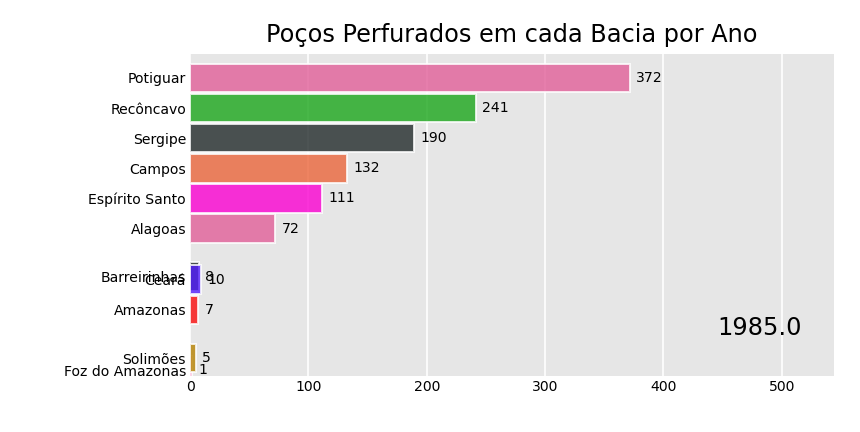 Poços Perfurados em cada Bacia por Ano
Potiguar 372
Recôncavo 241
Sergipe 190
Campos 132
Espírito Santo 111
Alagoas 72
Barreirinhas 8
Ceará 10
Amazonas 7
1985.0
Solimões 5
Foz do Amazonas 1
0 100 200 300 400 500